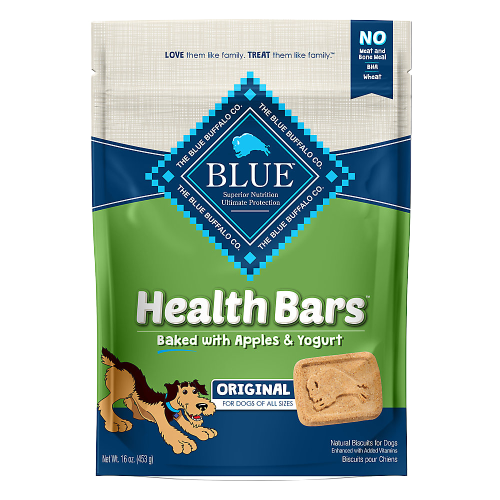 LOVE them like family. TREAT them like family.™
NO
Meat and
Bone Meal
BHA
Wheat
THE BLUE BUFFALO CO.
THE BLUE BUFFALO CO.
BLUE™
Superior Nutrition
Ultimate Protection
THE BLUE BUFFALO CO.
THE BLUE BUFFALO CO.
Health Bars™
Baked with Apples & Yogurt
ORIGINAL
FOR DOGS OF ALL SIZES
Natural Biscuits for Dogs
Enhanced with Added Vitamins
Biscuits pour Chiens
Net Wt. 16 oz. (453 g)